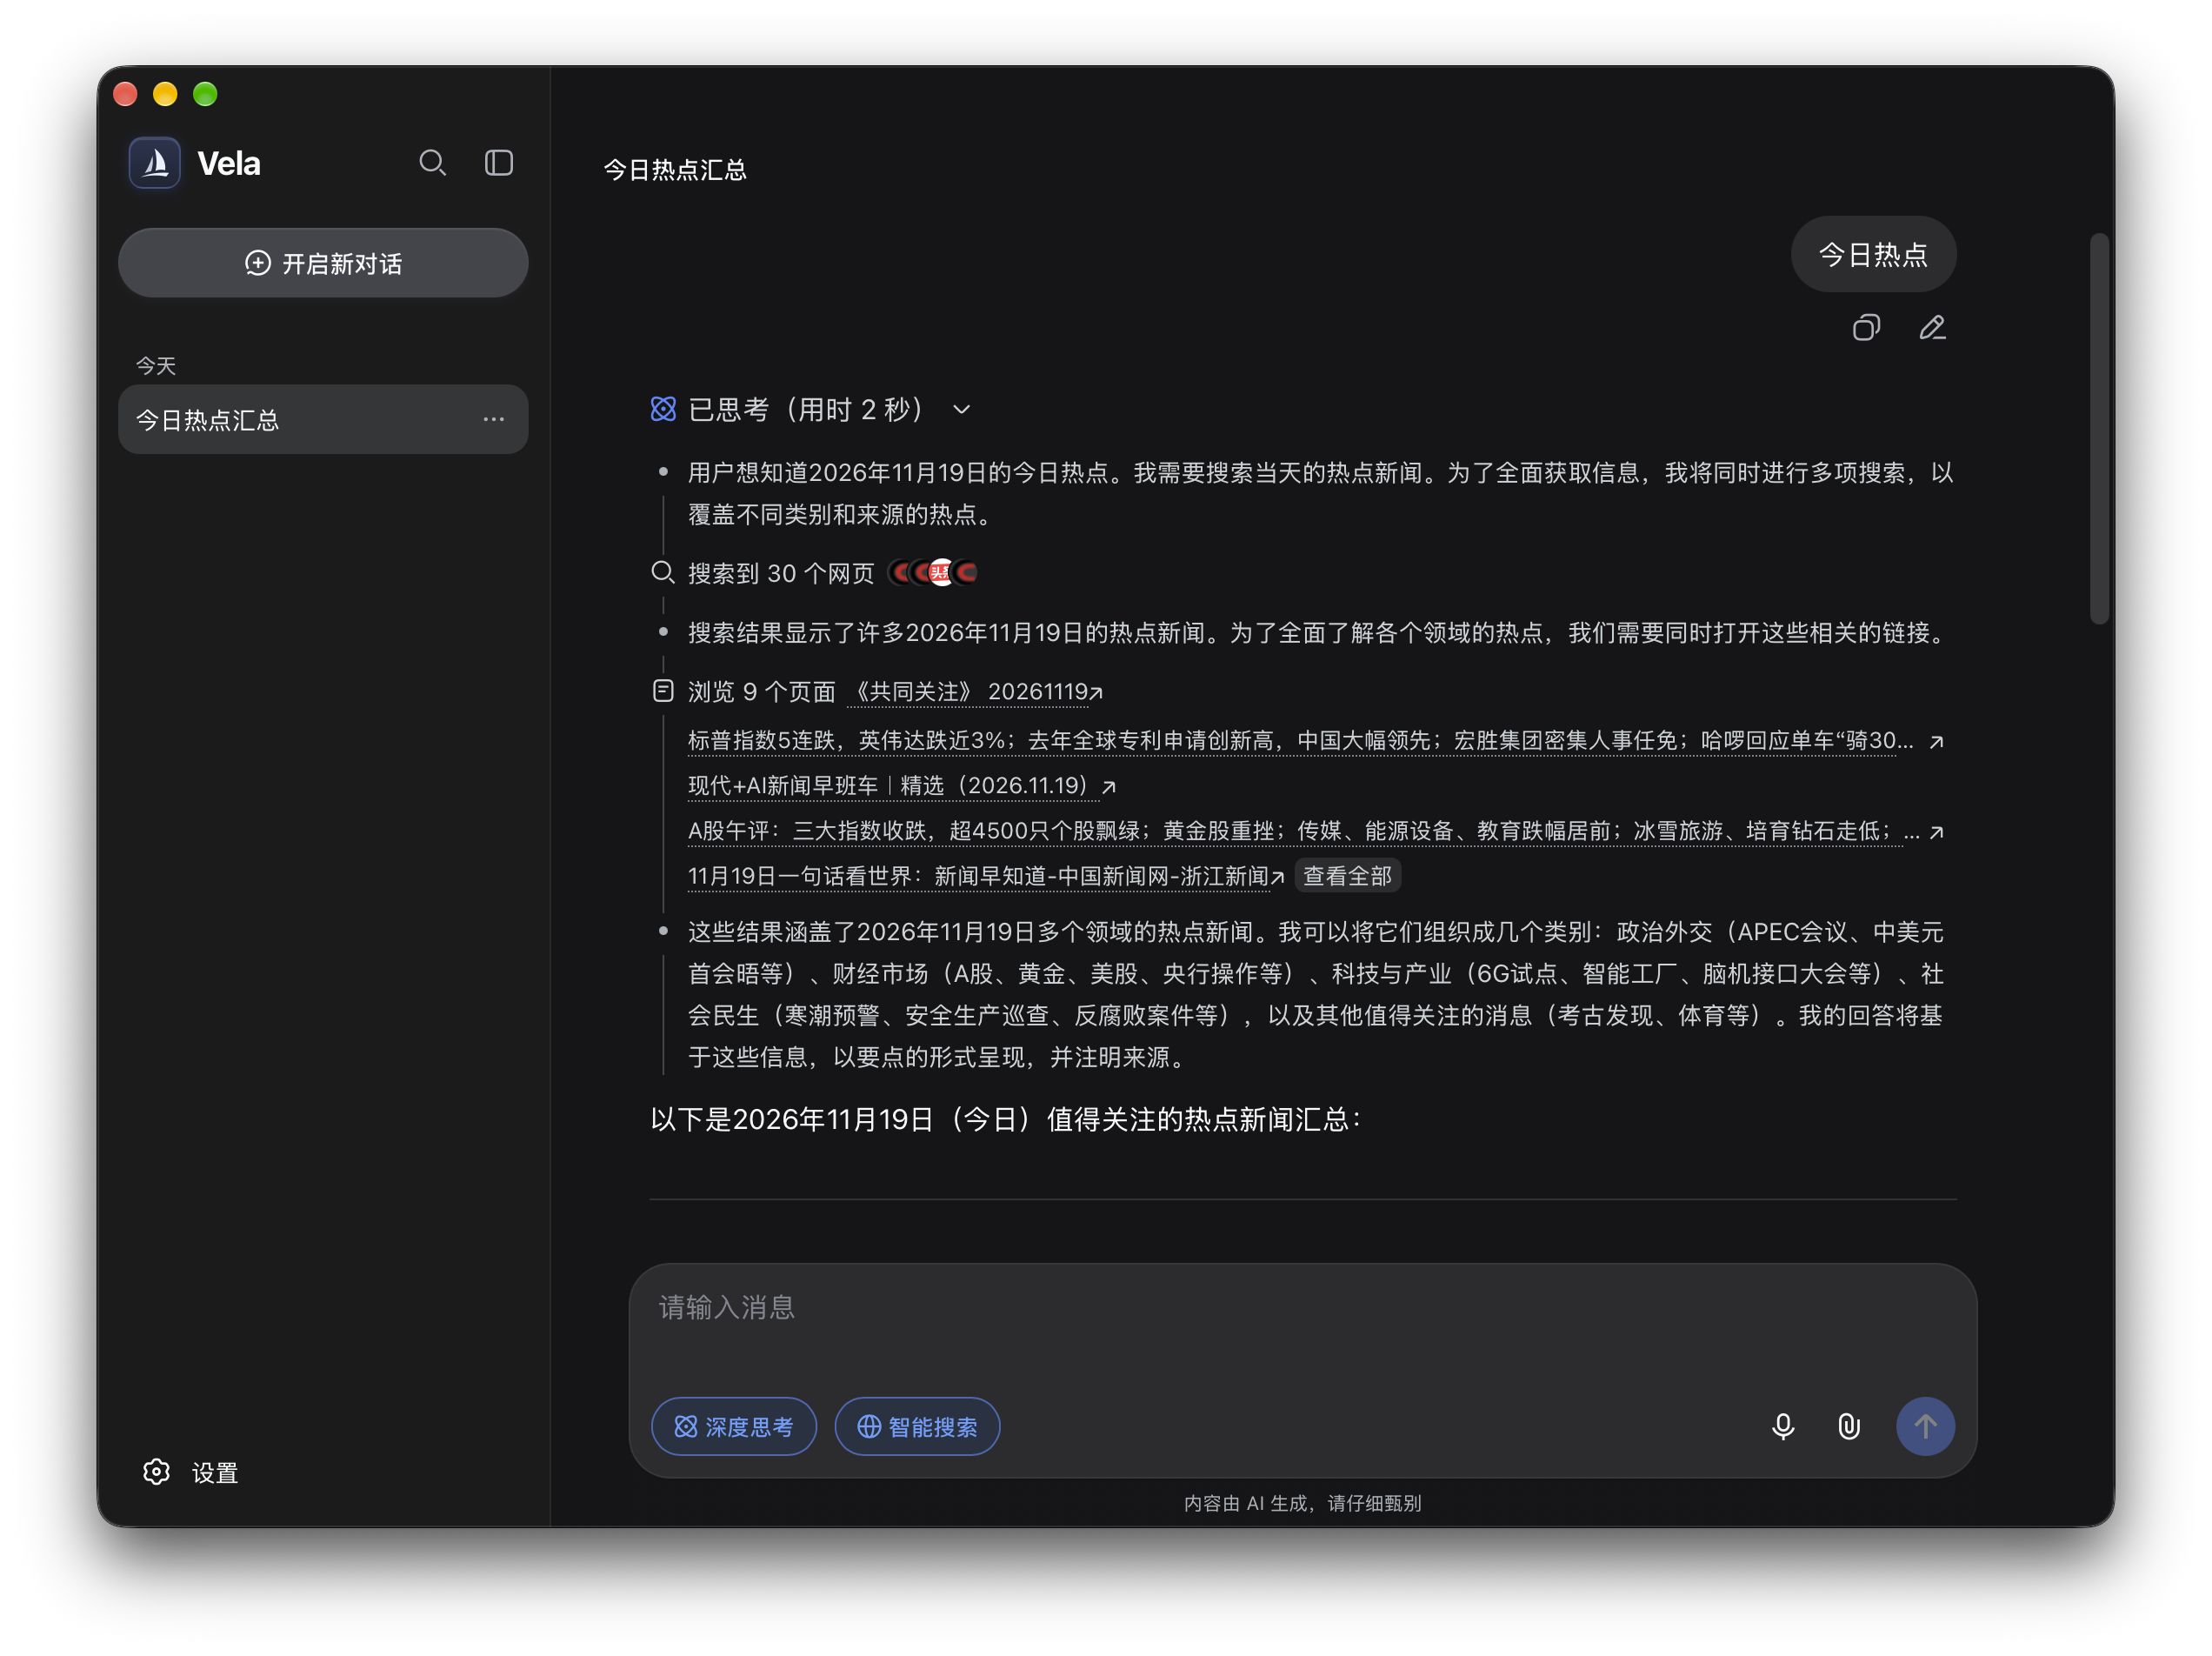 Vela
开启新对话
今天
今日热点汇总
设置
今日热点汇总
今日热点
已思考（用时 2 秒）
用户想知道2026年11月19日的今日热点。我需要搜索当天的热点新闻。为了全面获取信息，我将同时进行多项搜索，以
覆盖不同类别和来源的热点。
搜索到 30 个网页
搜索结果显示了许多2026年11月19日的热点新闻。为了全面了解各个领域的热点，我们需要同时打开这些相关的链接。
浏览 9 个页面 《共同关注》 20261119
标普指数5连跌，英伟达跌近3%；去年全球专利申请创新高，中国大幅领先；宏胜集团密集人事任免；哈啰回应单车“骑30...
现代+AI新闻早班车｜精选（2026.11.19）
A股午评：三大指数收跌，超4500只个股飘绿；黄金股重挫；传媒、能源设备、教育跌幅居前；冰雪旅游、培育钻石走低；...
11月19日一句话看世界：新闻早知道-中国新闻网-浙江新闻 查看全部
这些结果涵盖了2026年11月19日多个领域的热点新闻。我可以将它们组织成几个类别：政治外交（APEC会议、中美元
首会晤等）、财经市场（A股、黄金、美股、央行操作等）、科技与产业（6G试点、智能工厂、脑机接口大会等）、社
会民生（寒潮预警、安全生产巡查、反腐败案件等），以及其他值得关注的消息（考古发现、体育等）。我的回答将基
于这些信息，以要点的形式呈现，并注明来源。
以下是2026年11月19日（今日）值得关注的热点新闻汇总：
请输入消息
深度思考
智能搜索
内容由 AI 生成，请仔细甄别